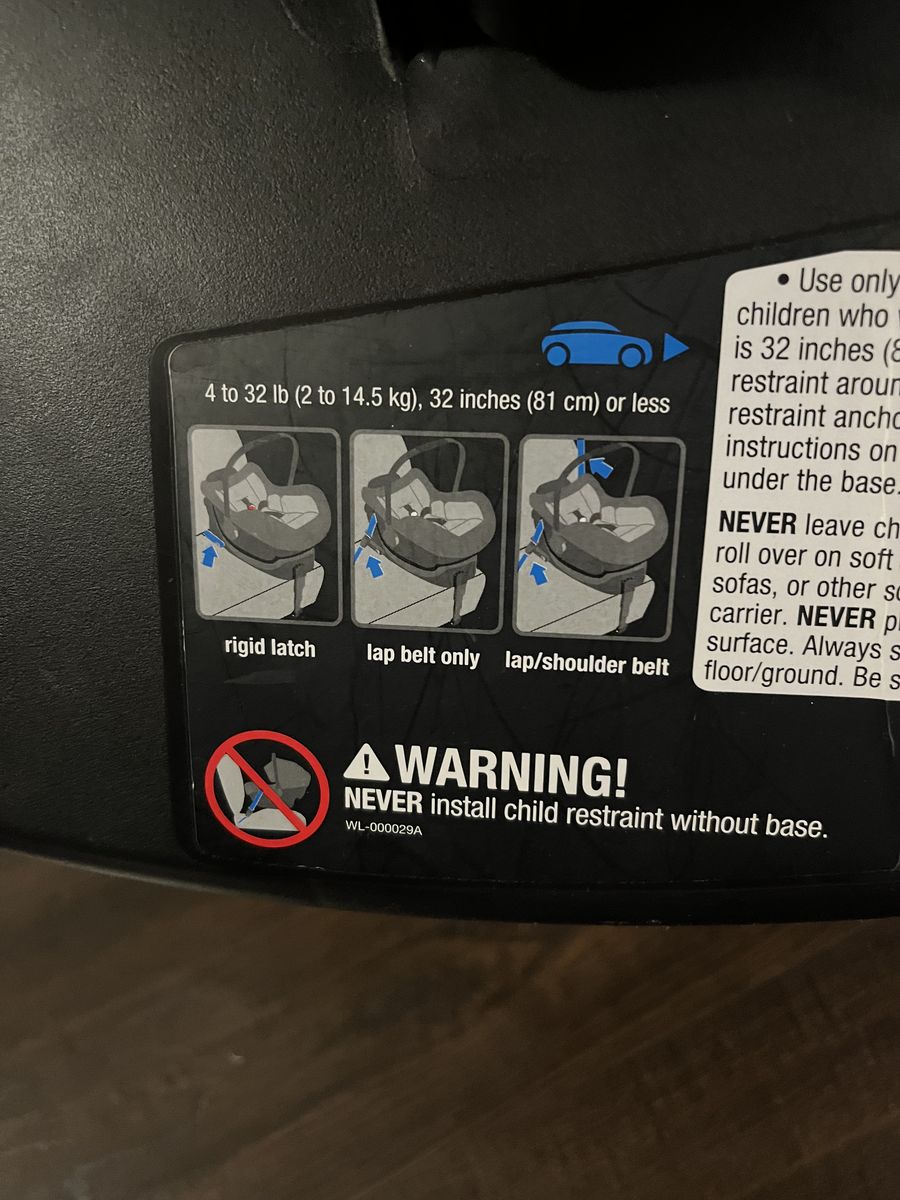 4 to 32 lb (2 to 14.5 kg), 32 inches (81 cm) or less
rigid latch
lap belt only
lap/shoulder belt
WARNING!
NEVER install child restraint without base.
WL-000029A
• Use only
children who
is 32 inches (8
restraint
restraint
instructions on
under the base.
NEVER leave
roll over on soft
sofas, or other
carrier. NEVER
surface. Always
floor/ground. Be